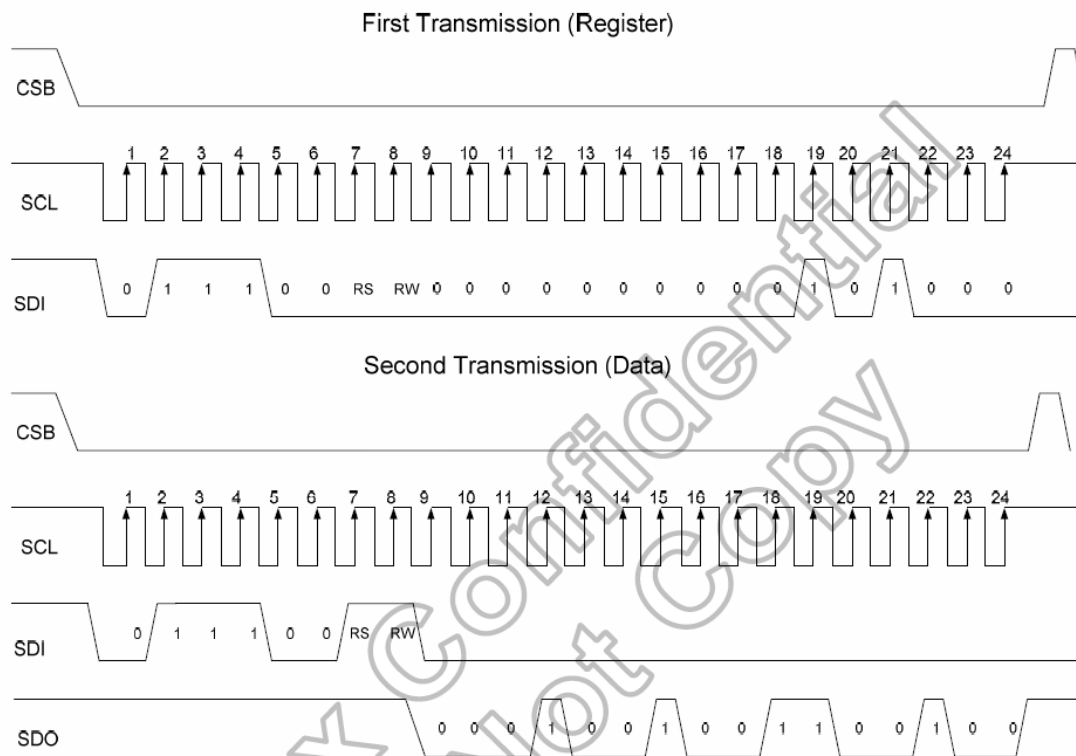 First Transmission (Register)
CSB
1 2 3 4 5 6 7 8 9 10 11 12 13 14 15 16 17 18 19 20 21 22 23 24
SCL
SDI 0 1 1 1 0 0 RS RW 0 0 0 0 0 0 0 0 0 0 1 0 1 0 0 0
Second Transmission (Data)
CSB
1 2 3 4 5 6 7 8 9 10 11 12 13 14 15 16 17 18 19 20 21 22 23 24
SCL
SDI 0 1 1 1 0 0 RS RW
SDO 0 0 0 1 0 0 1 0 0 1 1 0 0 1 0 0
Confidential
Not Copy